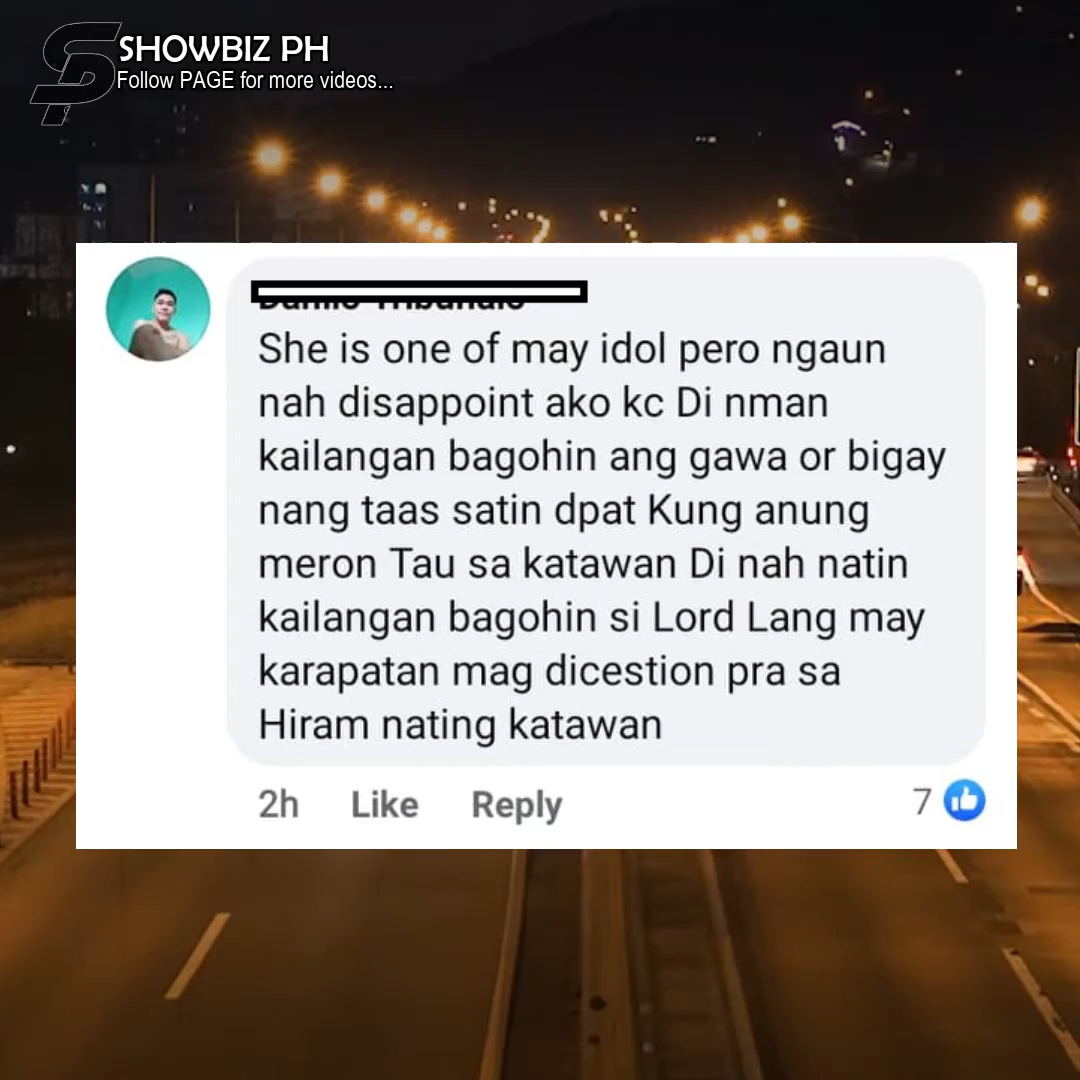 SHOWBIZ PH
Follow PAGE for more videos...
She is one of may idol pero ngaun
nah disappoint ako kc Di nman
kailangan bagohin ang gawa or bigay
nang taas satin dpat Kung anung
meron Tau sa katawan Di nah natin
kailangan bagohin si Lord Lang may
karapatan mag dicestion pra sa
Hiram nating katawan
2h Like Reply 7